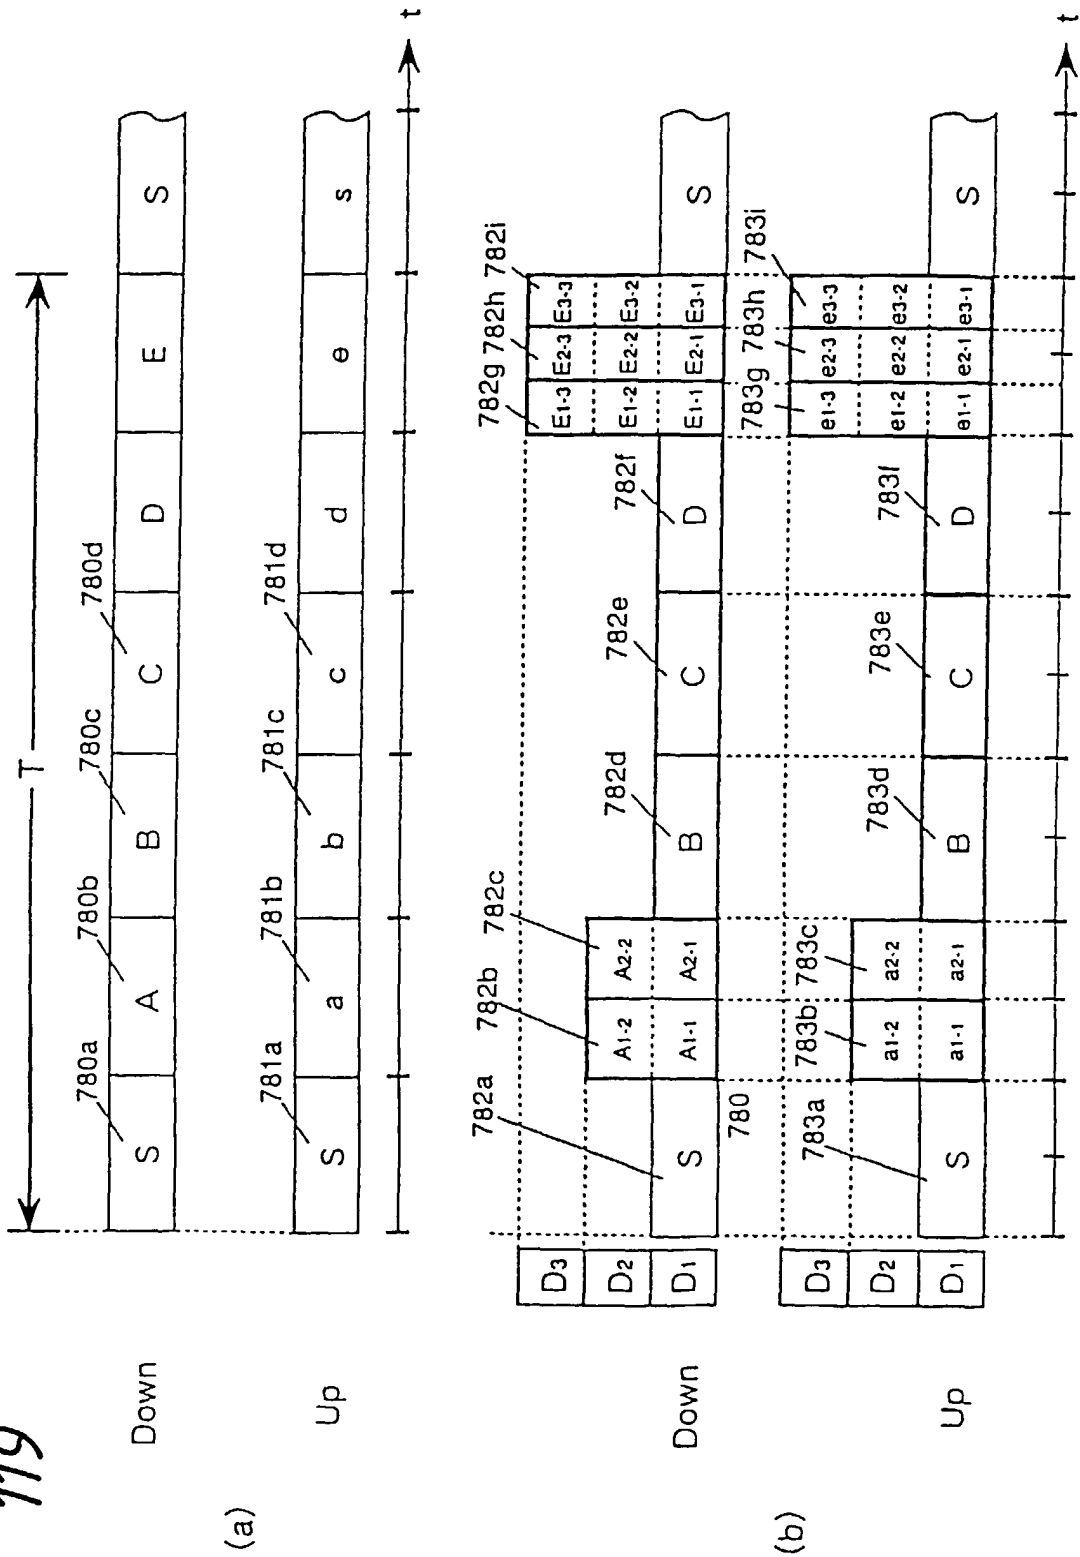 T
780a 780b 780c 780d
Down S A B C D E S
781a 781b 781c 781d
Up S a b c d e s
t
(a)
782a 782b 782c 782d 782e 782f 782g 782h 782i
D3 E1-3 E2-3 E3-3
D2 A1-2 A2-2 E1-2 E2-2 E3-2
Down D1 S A1-1 A2-1 B C D E1-1 E2-1 E3-1 S
780
783a 783b 783c 783d 783e 783f 783g 783h 783i
D3 e1-3 e2-3 e3-3
D2 a1-2 a2-2 e1-2 e2-2 e3-2
Up D1 S a1-1 a2-1 B C D e1-1 e2-1 e3-1 S
t
(b)